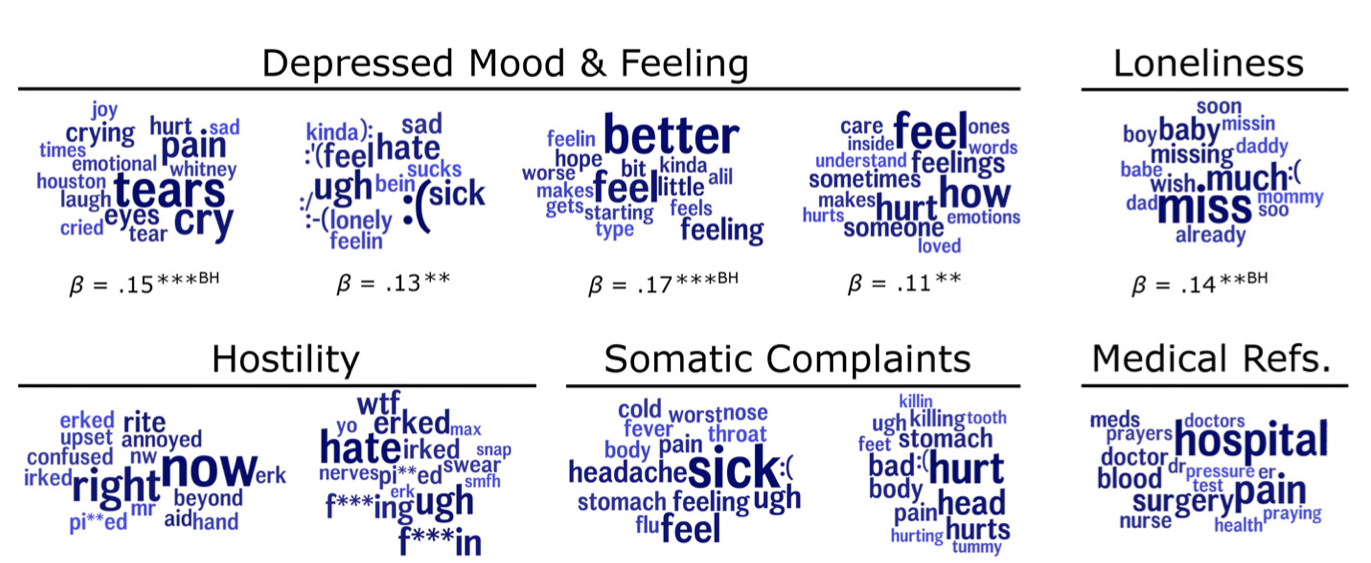 Depressed Mood & Feeling
joy
crying hurt sad
times pain
emotional whitney
houston tears
laugh
eyes cry
cried tear
β = .15***BH
kinda): sad
:'( feel hate
sucks
ugh bein :( sick
:/
:-( lonely
feelin
β = .13**
feelin better
hope bit kinda
worse alil
makes feel little
gets starting feels
type feeling
β = .17***BH
care feel ones
inside words
understand feelings
sometimes
makes hurt how
hurts emotions
someone
loved
β = .11**
Loneliness
soon
boy baby missin
missing daddy
babe wish . much :(
dad miss mommy
soo
already
β = .14**BH
Hostility
erked rite
upset annoyed
confused nw
irked right now erk
beyond
mr
pi**ed aid hand
wtf
yo erked max
hate irked snap
nerves pi**ed swear
erk smfh
f***ing ugh
f***in
Somatic Complaints
cold worst nose
fever throat
body pain
headache sick :(
stomach feeling ugh
flu feel
killin
ugh killing tooth
feet stomach
bad :( hurt
body
pain head
hurting hurts
tummy
Medical Refs.
meds doctors
prayers hospital
doctor dr pressure er
blood test
surgery pain
nurse health praying